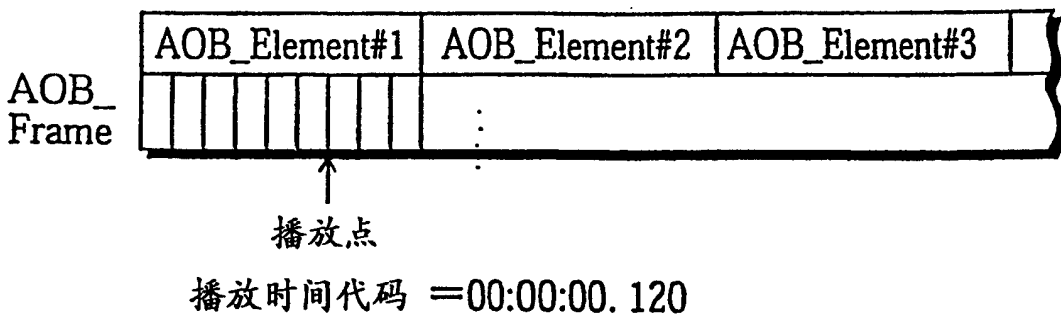 AOB_Element#1 AOB_Element#2 AOB_Element#3
AOB_
Frame
播放点
播放时间代码 =00:00:00. 120